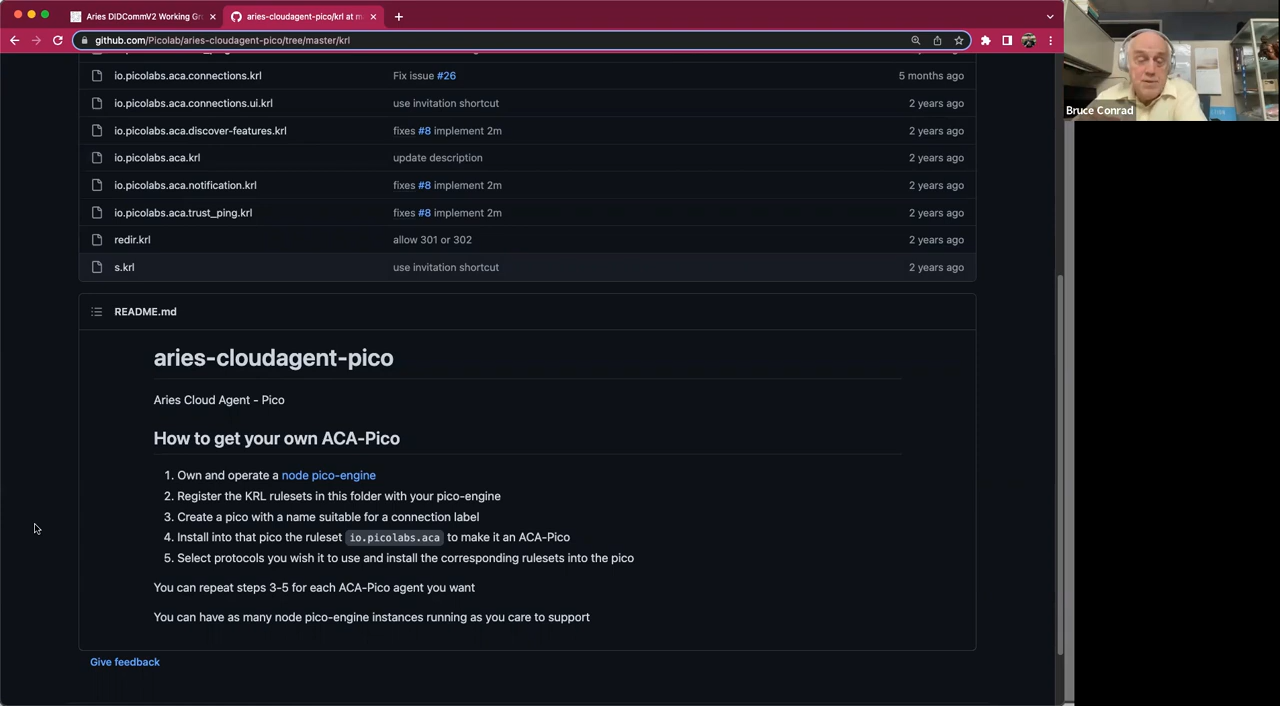 Aries DIDCommV2 Working Gr
aries-cloudagent-pico/krl at m
github.com/Picolab/aries-cloudagent-pico/tree/master/krl
Bruce Conrad
io.picolabs.aca.connections.krl Fix issue #26 5 months ago
io.picolabs.aca.connections.ui.krl use invitation shortcut 2 years ago
io.picolabs.aca.discover-features.krl fixes #8 implement 2m 2 years ago
io.picolabs.aca.krl update description 2 years ago
io.picolabs.aca.notification.krl fixes #8 implement 2m 2 years ago
io.picolabs.aca.trust_ping.krl fixes #8 implement 2m 2 years ago
redir.krl allow 301 or 302 2 years ago
s.krl use invitation shortcut 2 years ago
README.md
aries-cloudagent-pico
Aries Cloud Agent - Pico
How to get your own ACA-Pico
1. Own and operate a node pico-engine
2. Register the KRL rulesets in this folder with your pico-engine
3. Create a pico with a name suitable for a connection label
4. Install into that pico the ruleset io.picolabs.aca to make it an ACA-Pico
5. Select protocols you wish it to use and install the corresponding rulesets into the pico
You can repeat steps 3-5 for each ACA-Pico agent you want
You can have as many node pico-engine instances running as you care to support
Give feedback